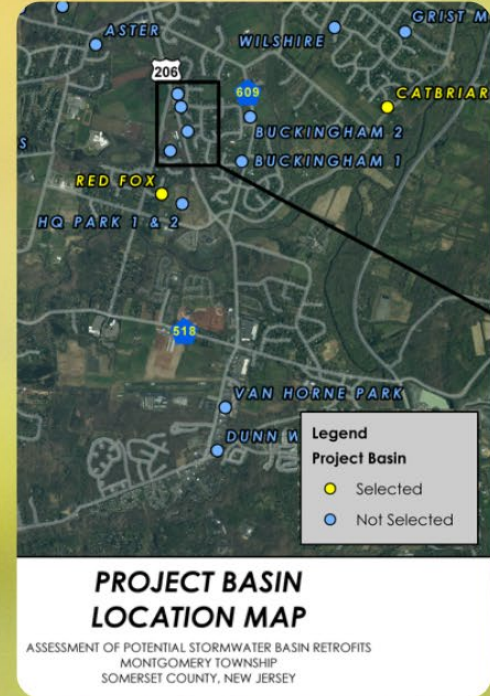 ASTER
WILSHIRE
GRIST M
206
609
CATBRIAR
BUCKINGHAM 2
S
BUCKINGHAM 1
RED FOX
HQ PARK 1 & 2
518
VAN HORNE PARK
DUNN W
Legend
Project Basin
Selected
Not Selected
PROJECT BASIN
LOCATION MAP
ASSESSMENT OF POTENTIAL STORMWATER BASIN RETROFITS
MONTGOMERY TOWNSHIP
SOMERSET COUNTY, NEW JERSEY